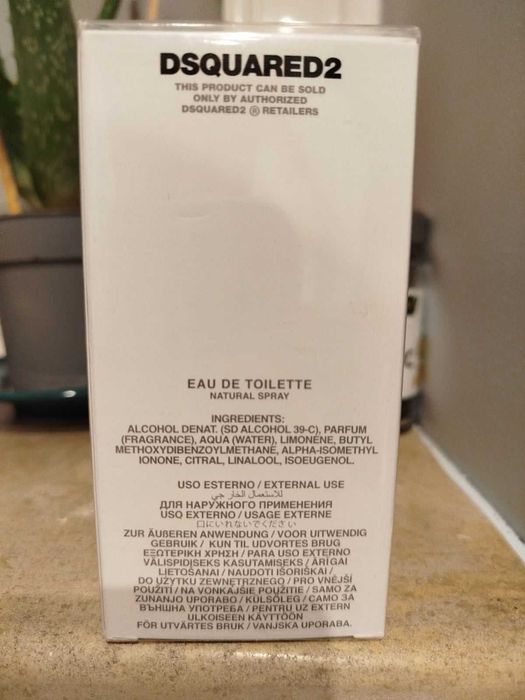 DSQUARED2
THIS PRODUCT CAN BE SOLD
ONLY BY AUTHORIZED
DSQUARED2 ® RETAILERS
EAU DE TOILETTE
NATURAL SPRAY
INGREDIENTS:
ALCOHOL DENAT. (SD ALCOHOL 39-C), PARFUM
(FRAGRANCE), AQUA (WATER), LIMONENE, BUTYL
METHOXYDIBENZOYLMETHANE, ALPHA-ISOMETHYL
IONONE, CITRAL, LINALOOL, ISOEUGENOL.
USO ESTERNO / EXTERNAL USE
للاستعمال الخارجي
ДЛЯ НАРУЖНОГО ПРИМЕНЕНИЯ
USO EXTERNO / USAGE EXTERNE
口にいれないでください
ZUR ÄUßEREN ANWENDUNG / VOOR UITWENDIG
GEBRUIK / KUN TIL UDVORTES BRUG
ΕΞΩΤΕΡΙΚΗ ΧΡΗΣΗ / PARA USO EXTERNO
VÄLISPIDISEKS KASUTAMISEKS / ĀRĪGAI
LIETOŠANAI / NAUDOTI IŠORIŠKAI /
DO UŻYTKU ZEWNĘTRZNEGO / PRO VNĚJŠÍ
POUŽITÍ / NA VONKAJŠIE POUŽITIE / SAMO ZA
ZUNANJO UPORABO / KÜLSŐLEG / САМО ЗА
ВЪНШНА УПОТРЕБА / PENTRU UZ EXTERN
ULKOISEEN KÄYTTÖÖN
FÖR UTVÄRTES BRUK / VANJSKA UPORABA.